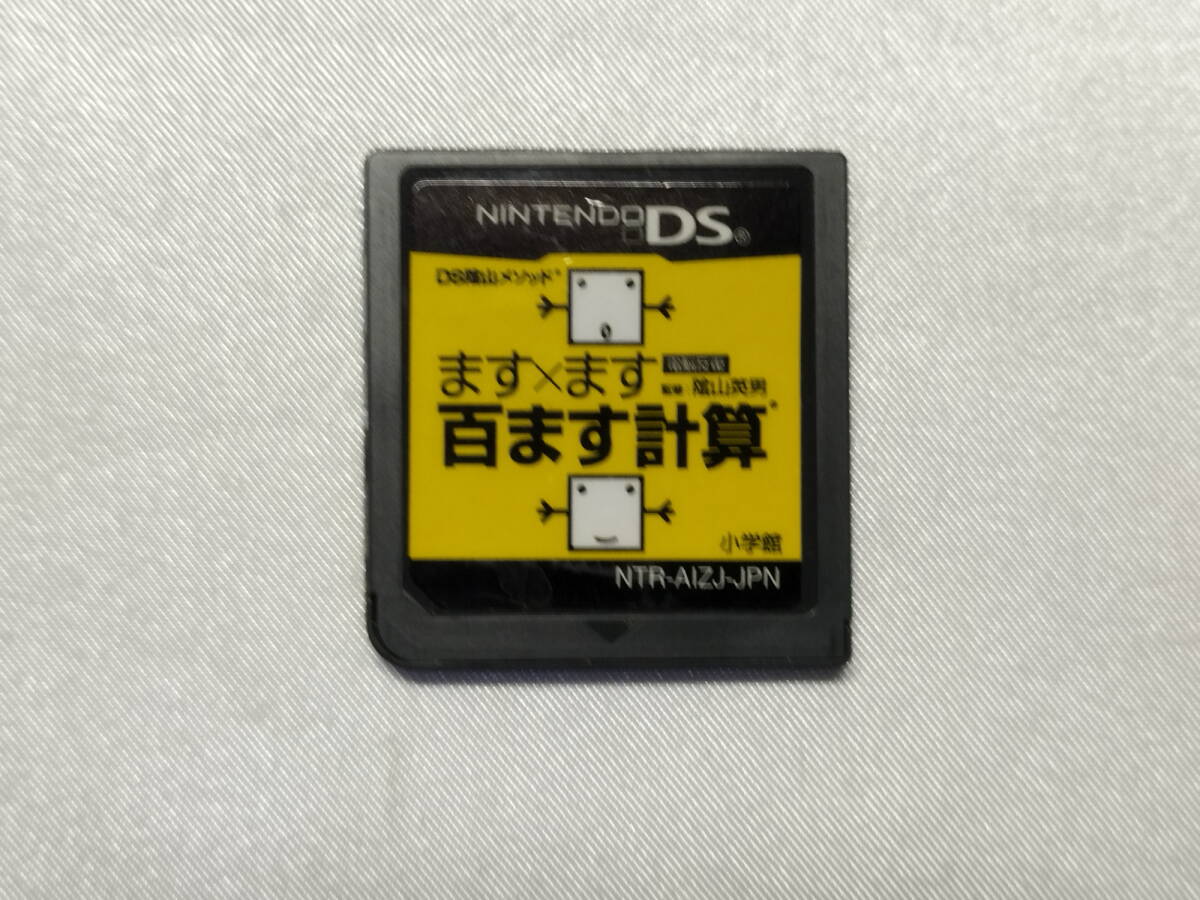 NINTENDO DS
DS陰山メソッド
ます×ます
監修 陰山英男
百ます計算
小学館
NTR-AIZJ-JPN